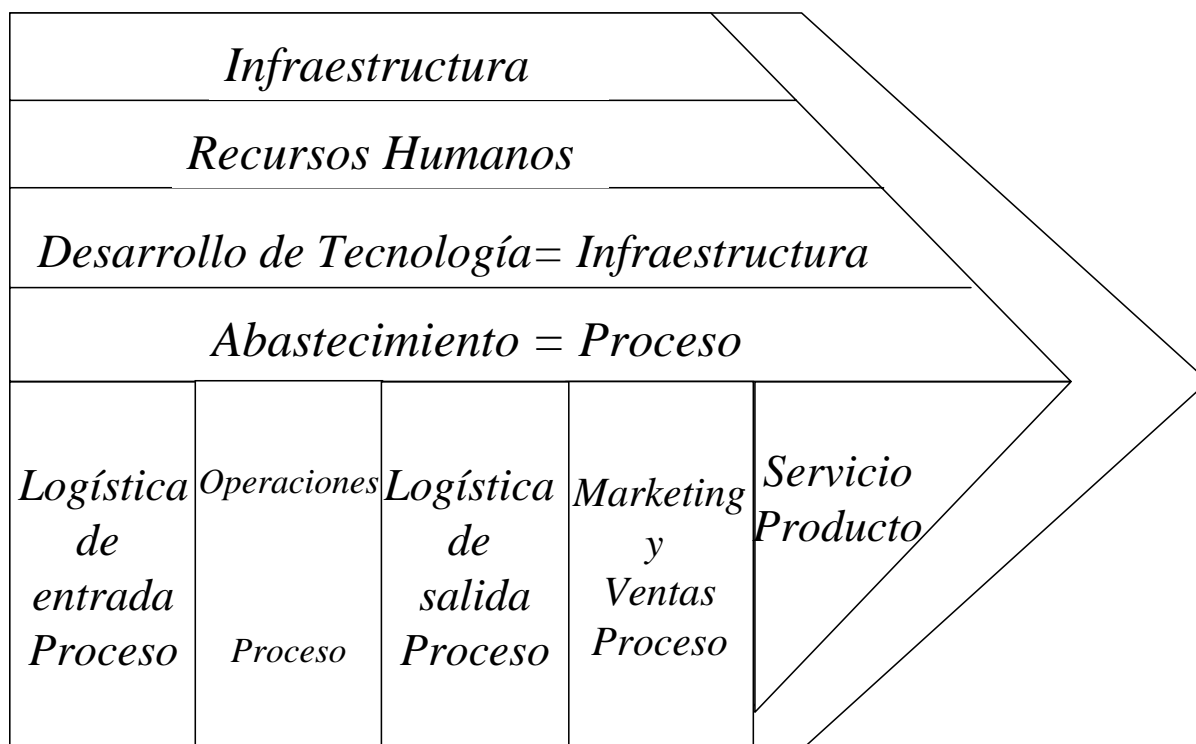 Infraestructura
Recursos Humanos
Desarrollo de Tecnología= Infraestructura
Abastecimiento = Proceso
Logística
de
entrada
Proceso
Operaciones
Proceso
Logística
de
salida
Proceso
Marketing
y
Ventas
Proceso
Servicio
Producto